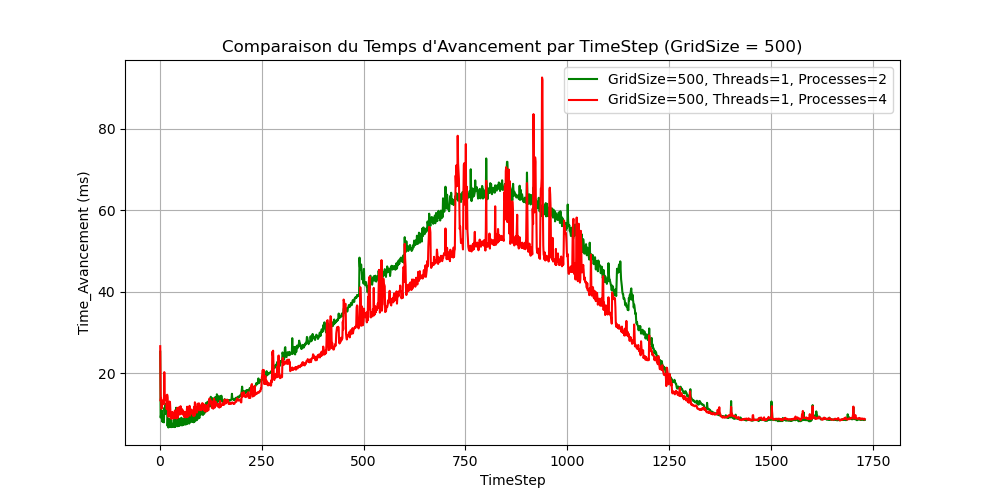 Comparaison du Temps d'Avancement par TimeStep (GridSize = 500)
GridSize=500, Threads=1, Processes=2
GridSize=500, Threads=1, Processes=4
Time_Avancement (ms)
80
60
40
20
0 250 500 750 1000 1250 1500 1750
TimeStep